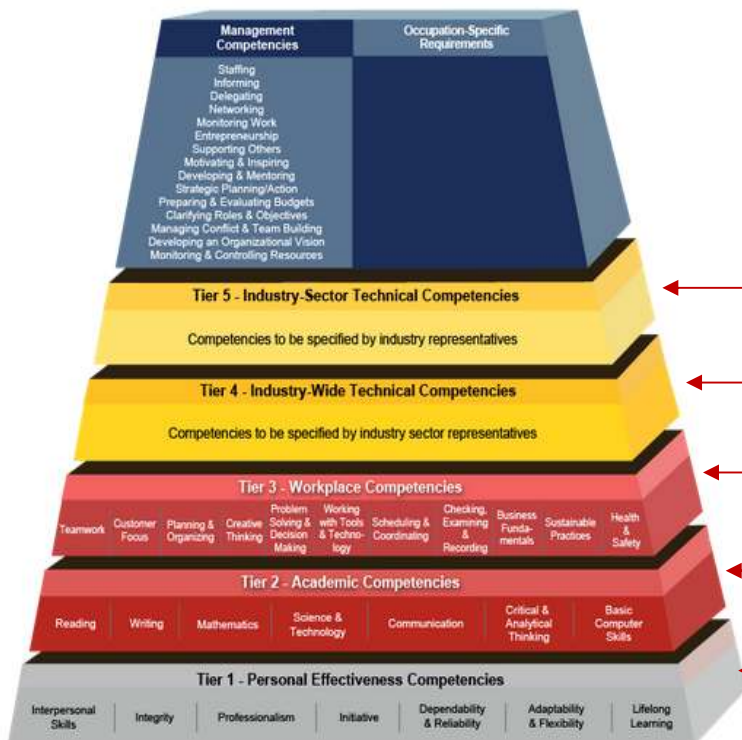 Management
Competencies
Occupation-Specific
Requirements
Staffing
Informing
Delegating
Networking
Monitoring Work
Entrepreneurship
Supporting Others
Motivating & Inspiring
Developing & Mentoring
Strategic Planning/Action
Preparing & Evaluating Budgets
Clarifying Roles & Objectives
Managing Conflict & Team Building
Developing an Organizational Vision
Monitoring & Controlling Resources
Tier 5 - Industry-Sector Technical Competencies
Competencies to be specified by industry representatives
Tier 4 - Industry-Wide Technical Competencies
Competencies to be specified by industry sector representatives
Tier 3 - Workplace Competencies
Teamwork
Customer
Focus
Planning &
Organizing
Creative
Thinking
Problem
Solving &
Decision
Making
Working
with Tools
& Techno-
logy
Scheduling &
Coordinating
Checking,
Examining
&
Recording
Business
Funda-
mentals
Sustainable
Practices
Health
&
Safety
Tier 2 - Academic Competencies
Reading
Writing
Mathematics
Science &
Technology
Communication
Critical &
Analytical
Thinking
Basic
Computer
Skills
Tier 1 - Personal Effectiveness Competencies
Interpersonal
Skills
Integrity
Professionalism
Initiative
Dependability
& Reliability
Adaptability
& Flexibility
Lifelong
Learning